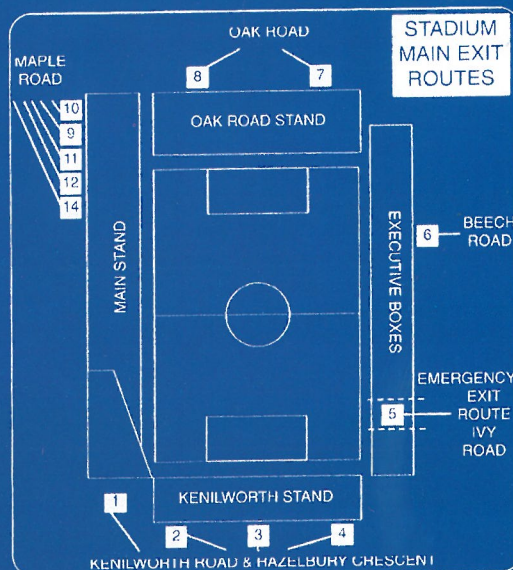 STADIUM
MAIN EXIT
ROUTES
OAK ROAD
8
7
MAPLE
ROAD
10
9
11
12
14
OAK ROAD STAND
MAIN STAND
EXECUTIVE BOXES
6
BEECH
ROAD
EMERGENCY
EXIT
ROUTE
IVY
ROAD
5
KENILWORTH STAND
1
2
3
4
KENILWORTH ROAD & HAZELBURY CRESCENT